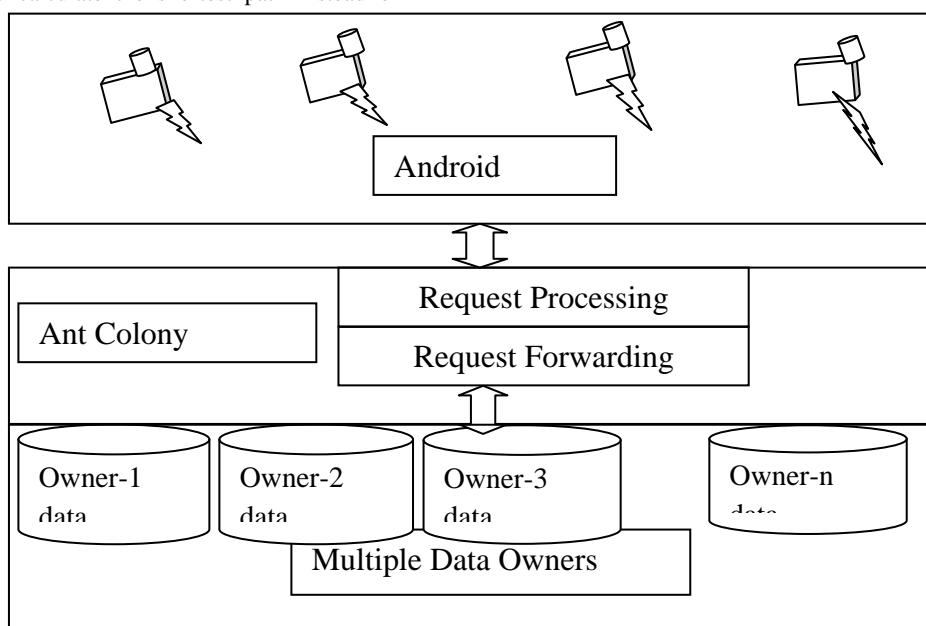 Android
Request Processing
Ant Colony
Request Forwarding
Owner-1
data
Owner-2
data
Owner-3
data
Owner-n
data
Multiple Data Owners